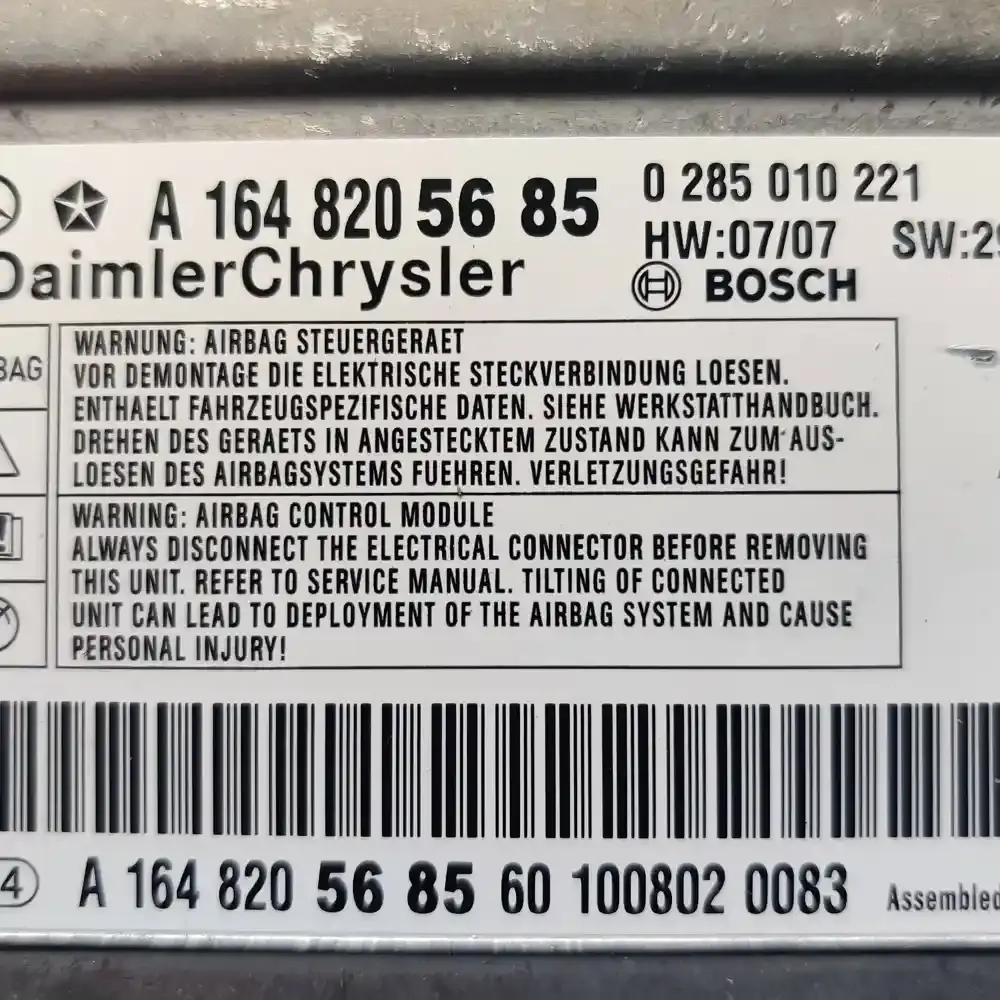 A 164 820 56 85
DaimlerChrysler
0 285 010 221
HW:07/07
BOSCH
WARNUNG: AIRBAG STEUERGERAET
VOR DEMONTAGE DIE ELEKTRISCHE STECKVERBINDUNG LOESEN.
ENTHAELT FAHRZEUGSPEZIFISCHE DATEN. SIEHE WERKSTATTHANDBUCH.
DREHEN DES GERAETS IN ANGESTECKTEM ZUSTAND KANN ZUM AUS-
LOESEN DES AIRBAGSYSTEMS FUEHREN. VERLETZUNGSGEFAHR!
WARNING: AIRBAG CONTROL MODULE
ALWAYS DISCONNECT THE ELECTRICAL CONNECTOR BEFORE REMOVING
THIS UNIT. REFER TO SERVICE MANUAL. TILTING OF CONNECTED
UNIT CAN LEAD TO DEPLOYMENT OF THE AIRBAG SYSTEM AND CAUSE
PERSONAL INJURY!
A 164 820 56 85 60 100802 0083
Assembled